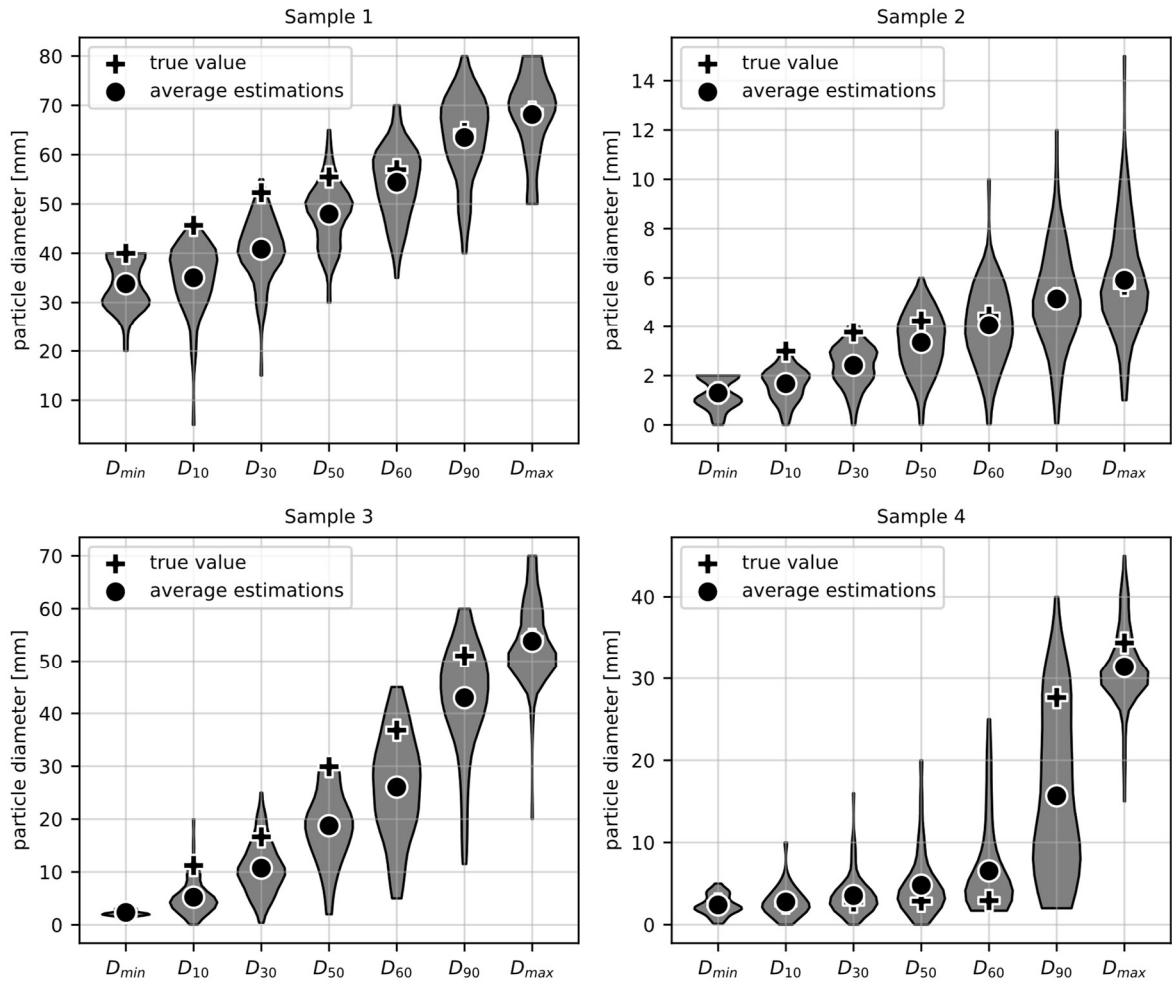 Sample 1
true value
average estimations
particle diameter [mm]
80
70
60
50
40
30
20
10
D_min D_10 D_30 D_50 D_60 D_90 D_max
Sample 2
true value
average estimations
particle diameter [mm]
14
12
10
8
6
4
2
0
D_min D_10 D_30 D_50 D_60 D_90 D_max
Sample 3
true value
average estimations
particle diameter [mm]
70
60
50
40
30
20
10
0
D_min D_10 D_30 D_50 D_60 D_90 D_max
Sample 4
true value
average estimations
particle diameter [mm]
40
30
20
10
0
D_min D_10 D_30 D_50 D_60 D_90 D_max